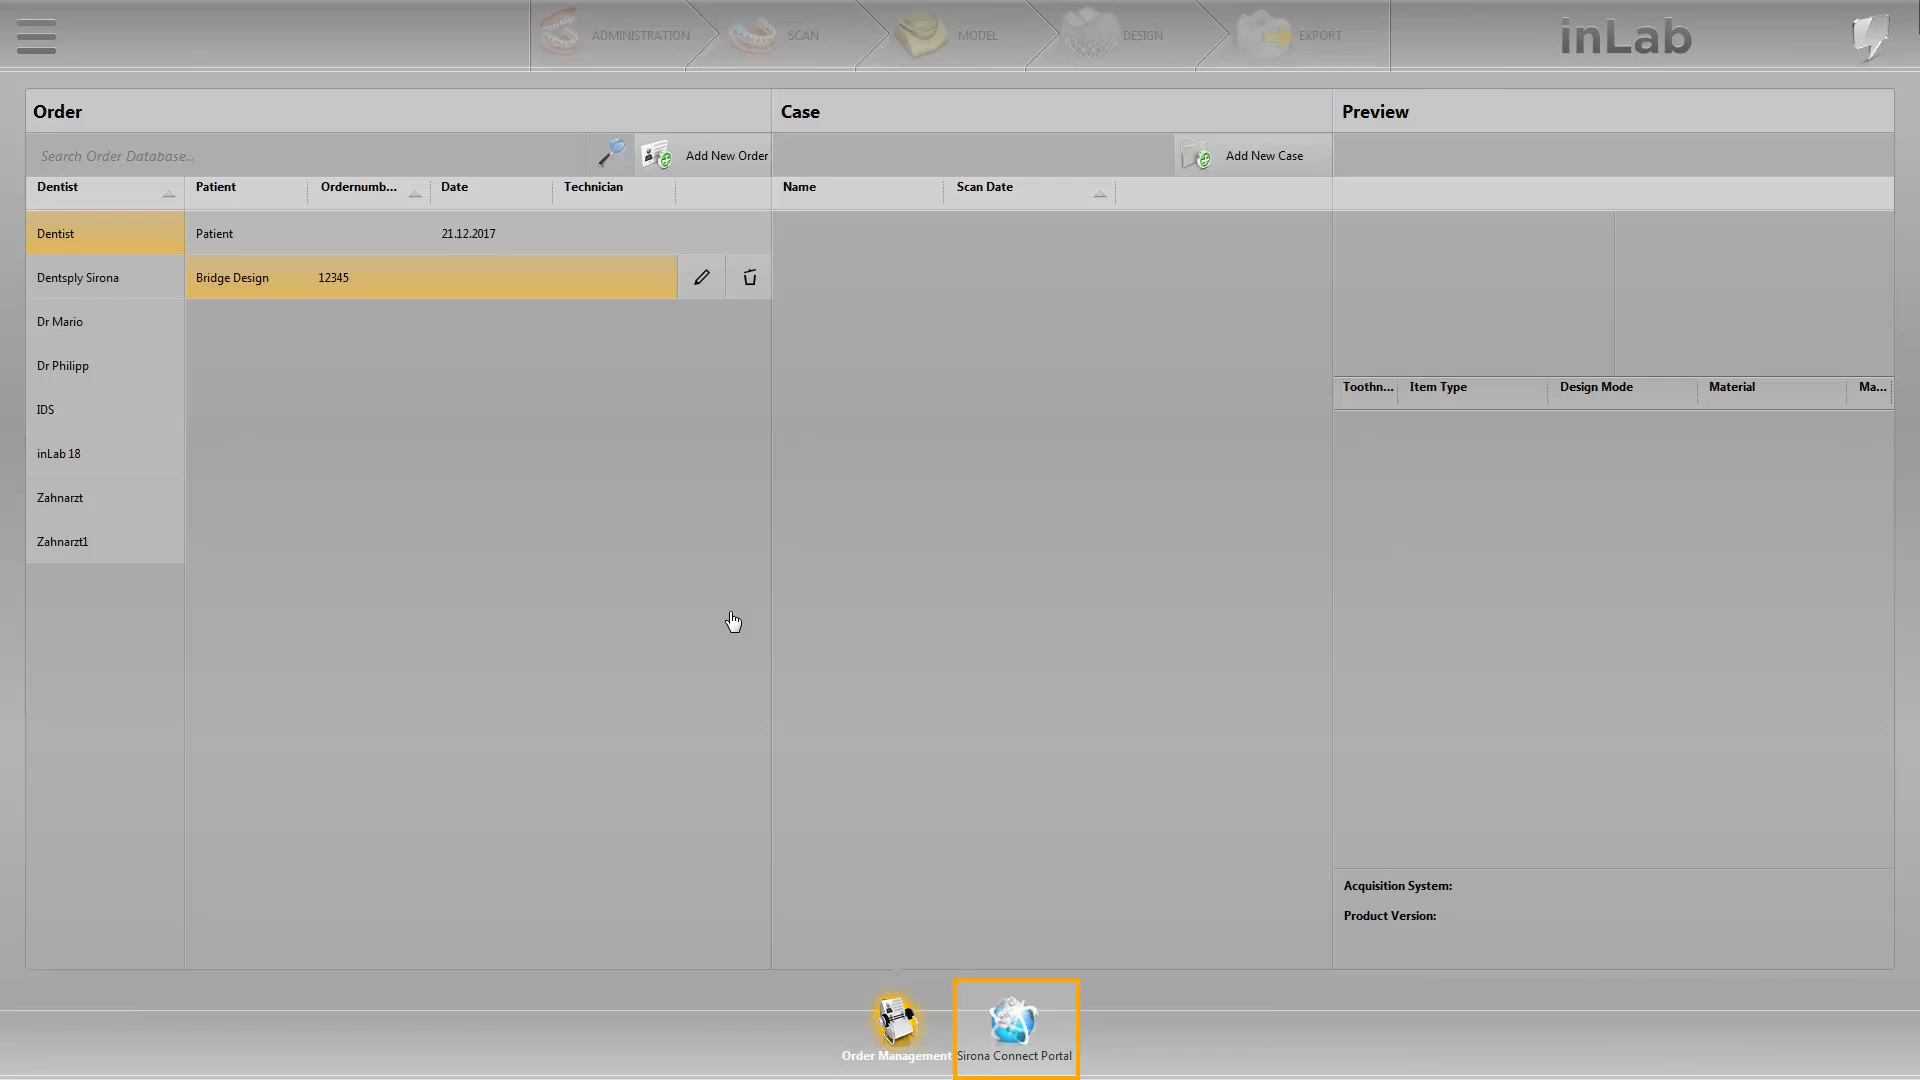 ADMINISTRATION SCAN MODEL DESIGN EXPORT inLab
Order Case Preview
Search Order Database... Add New Order Add New Case
Dentist Patient Ordernumb... Date Technician Name Scan Date
Dentist Patient 21.12.2017
Dentsply Sirona Bridge Design 12345
Dr Mario
Dr Philipp
Toothn... Item Type Design Mode Material Ma...
IDS
inLab 18
Zahnarzt
Zahnarzt1
Acquisition System:
Product Version:
Order Management Sirona Connect Portal